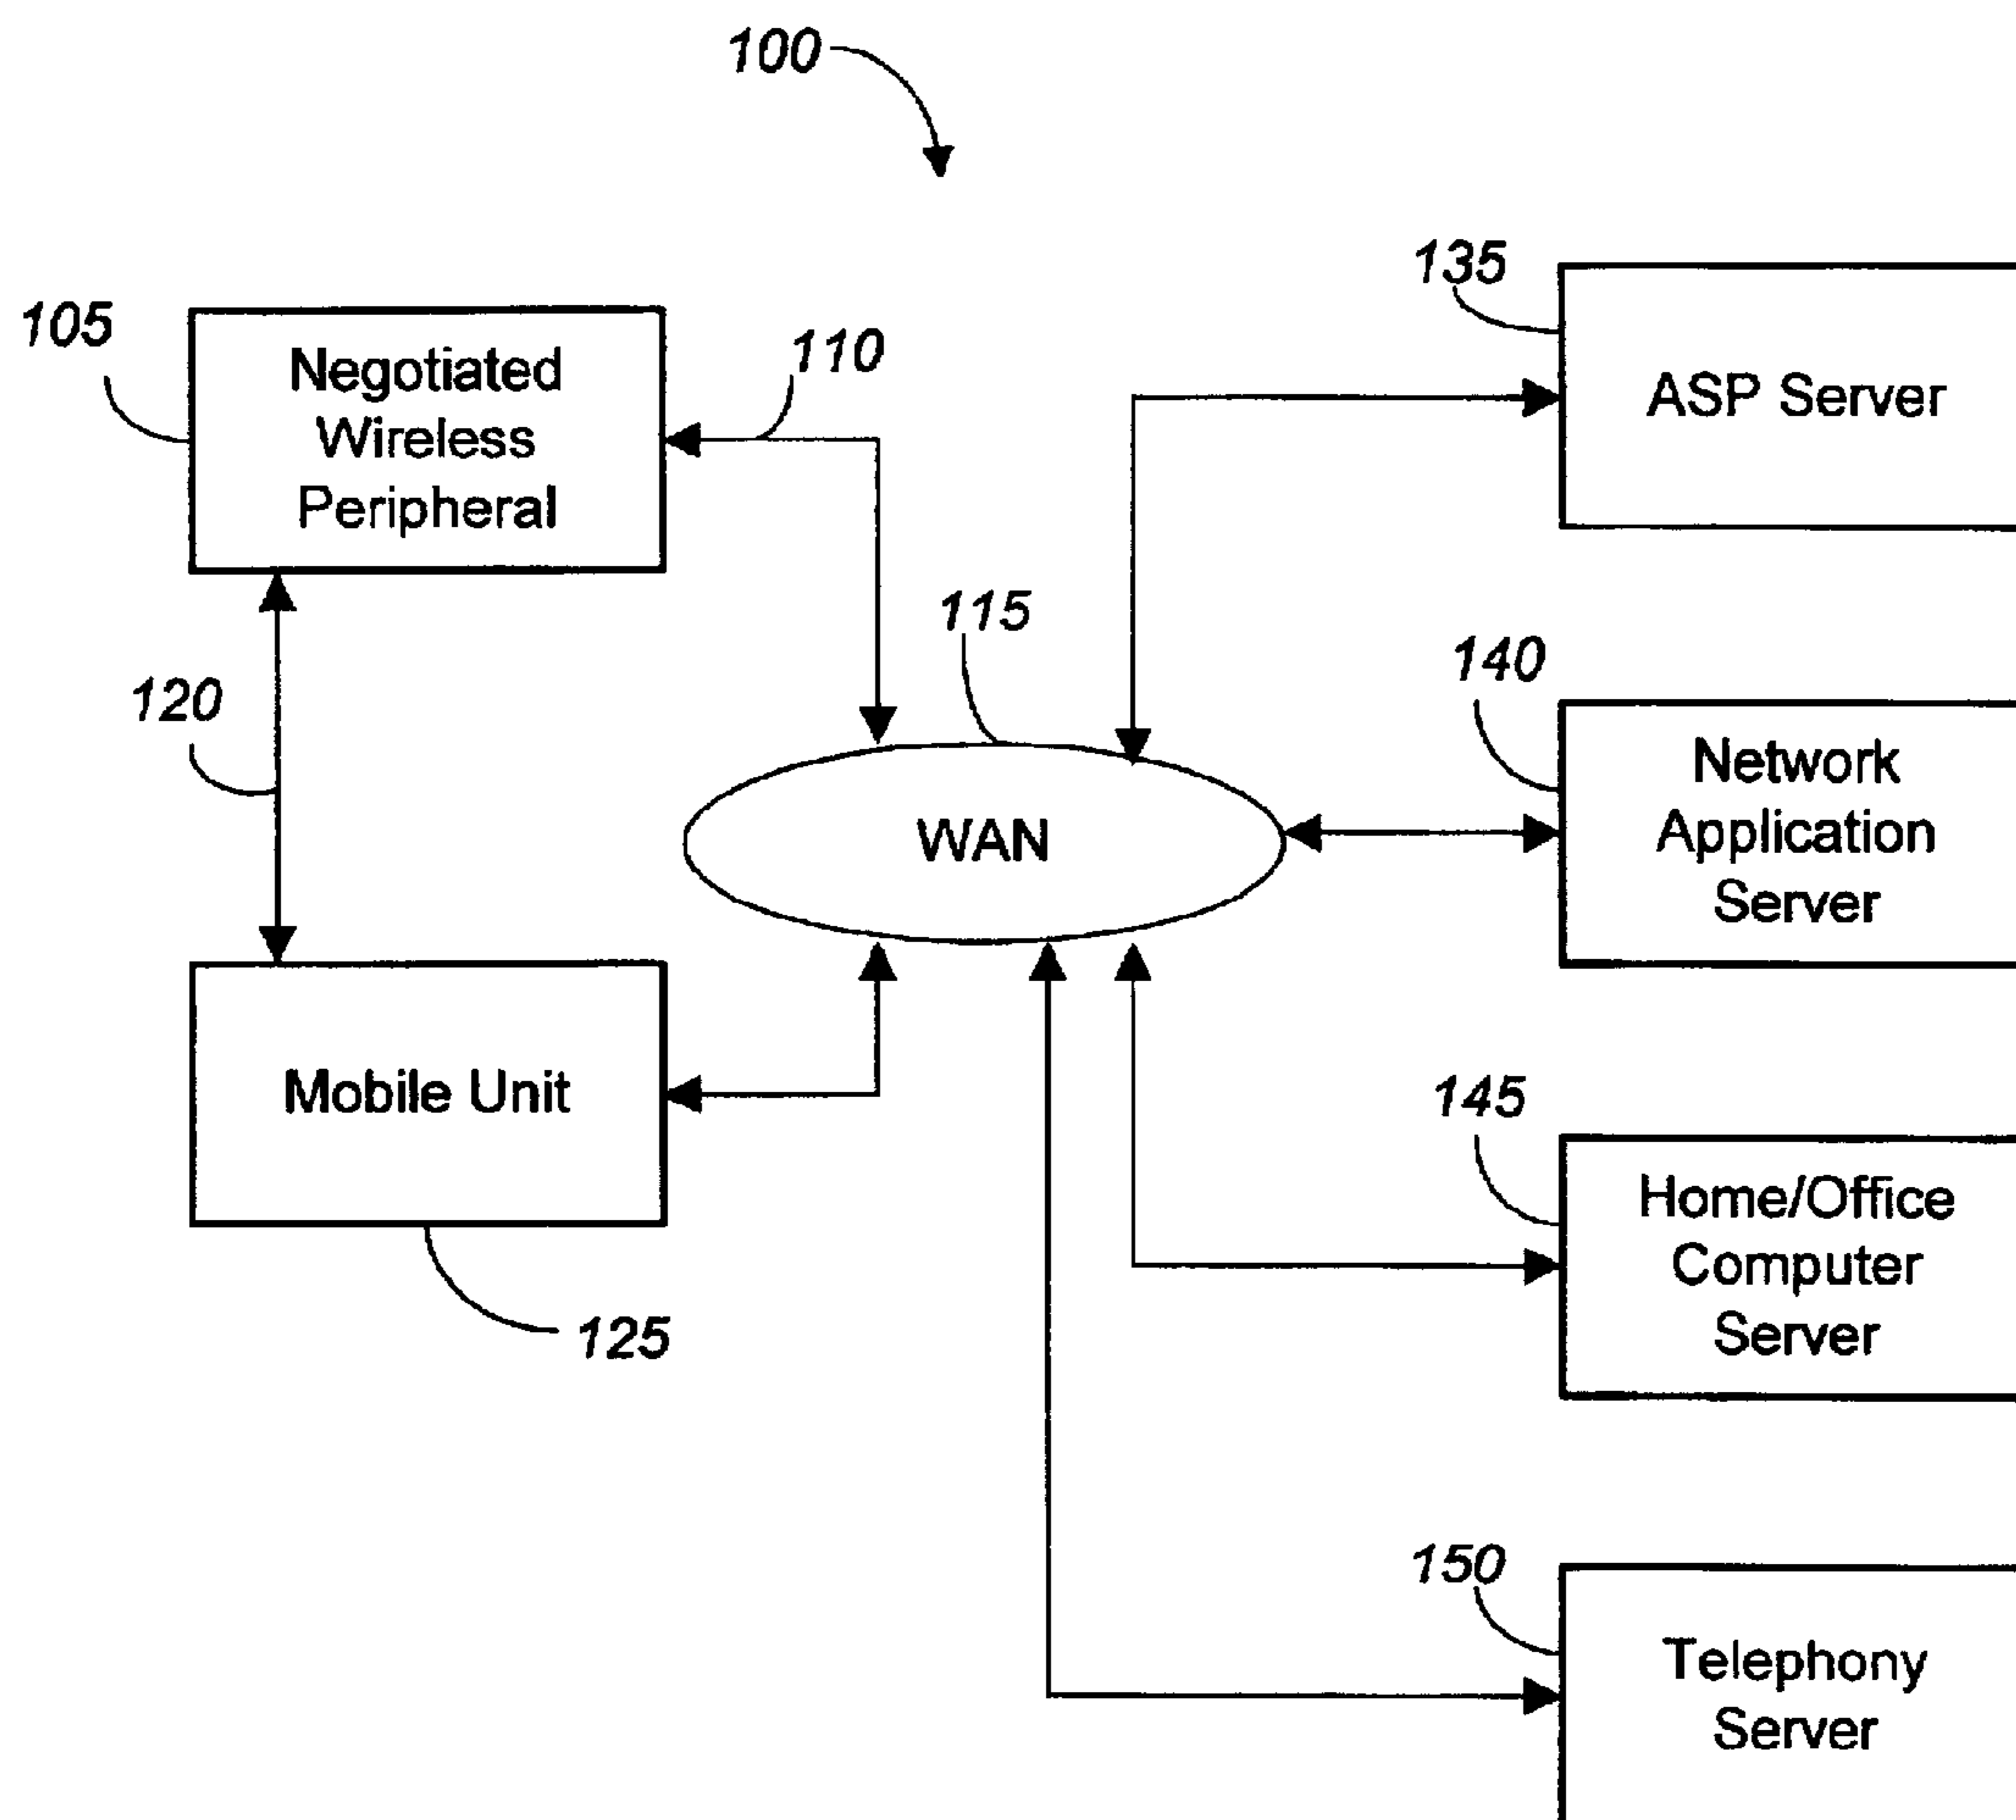 100
135
105
Negotiated
Wireless
Peripheral
110
ASP Server
115
120
140
Network
Application
Server
WAN
Mobile Unit
125
145
Home/Office
Computer
Server
150
Telephony
Server